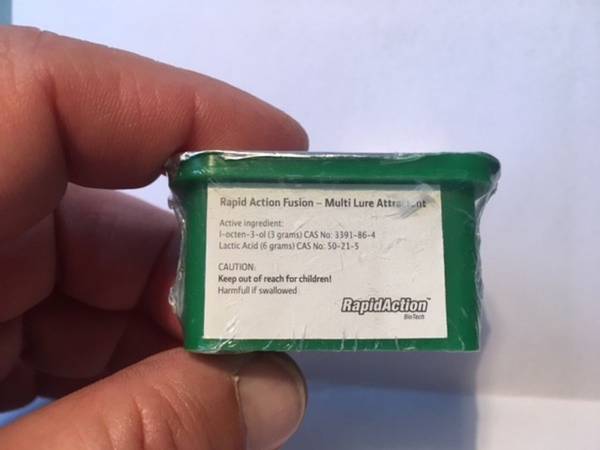 Rapid Action Fusion – Multi Lure
Active ingredient:
l-octen-3-ol (3 grams) CAS No: 3391-86-4
Lactic Acid (6 grams) CAS No: 50-21-5
CAUTION:
Keep out of reach for children!
Harmfull if swallowed
RapidAction™
BioTech